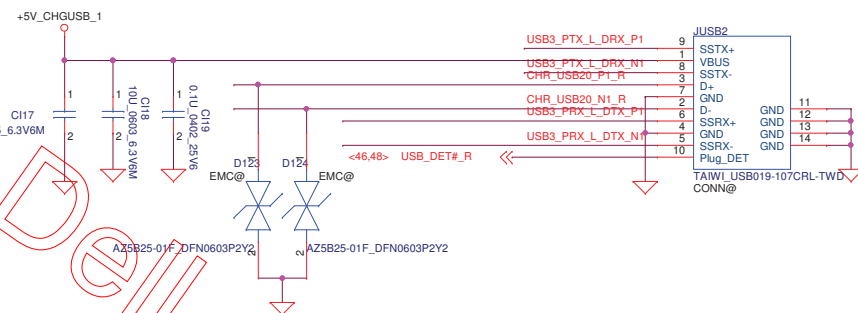 +5V_CHGUSB_1
1
2
CI17
_6.3V6M
1
2
CI18
10U_0603_6.3V6M
1
2
CI19
0.1U_0402_25V6
D123
EMC@
D124
EMC@
AZ5B25-01F_DFN0603P2Y2
2
AZ5B25-01F_DFN0603P2Y2
2
<46,48> USB_DET#_R
JUSB2
USB3_PTX_L_DRX_P1 9 SSTX+
1 VBUS
USB3_PTX_L_DRX_N1 8 SSTX-
CHR_USB20_P1_R 3 D+
7 GND
CHR_USB20_N1_R 2 D- GND 11
USB3_PRX_L_DTX_P1 6 SSRX+ GND 12
4 GND GND 13
USB3_PRX_L_DTX_N1 5 SSRX- GND 14
10 Plug_DET
TAIWI_USB019-107CRL-TWD
CONN@
Dell